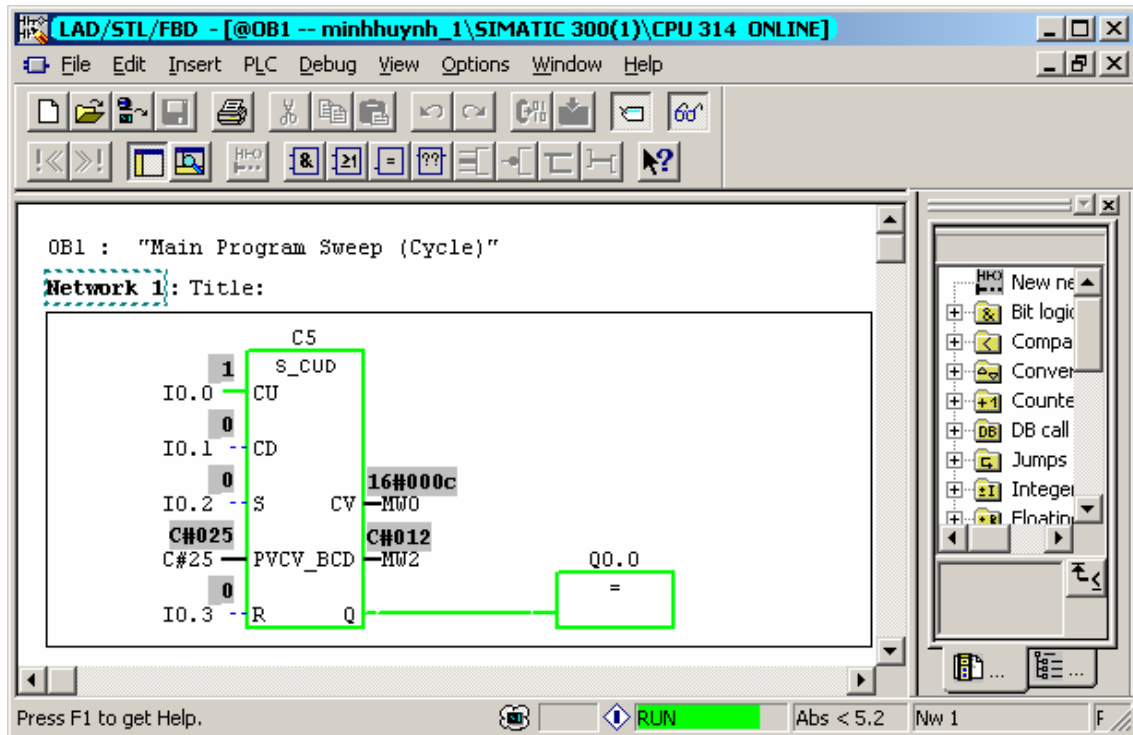 LAD/STL/FBD - [@OB1 -- minhhuynh_1\SIMATIC 300(1)\CPU 314 ONLINE]
File Edit Insert PLC Debug View Options Window Help
OB1 : "Main Program Sweep (Cycle)"
Network 1: Title:
C5
S_CUD
1
I0.0 CU
0
I0.1 CD
0
I0.2 S
16#000c
CV MW0
C#025
C#25 PV
C#012
CV_BCD MW2
0
I0.3 R
Q
Q0.0
=
New ne
Bit logic
Compa
Conver
Counte
DB call
Jumps
Integer
Floatin
...
...
Press F1 to get Help.
RUN
Abs < 5.2
Nw 1